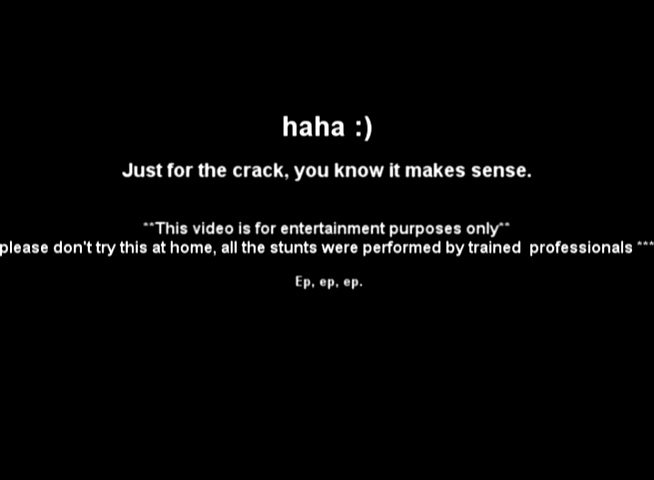 haha :)
Just for the crack, you know it makes sense.
**This video is for entertainment purposes only**
please don't try this at home, all the stunts were performed by trained professionals ***
Ep, ep, ep.